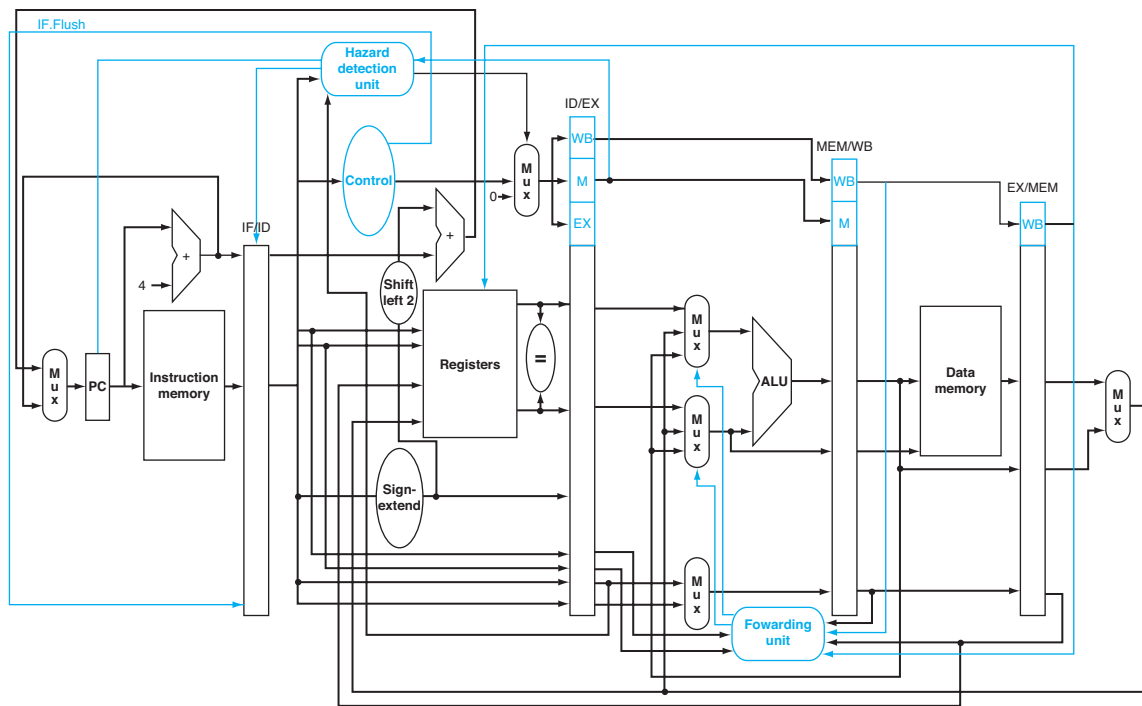 IF.Flush
Hazard
detection
unit
ID/EX
WB
MEM/WB
M
u
x
Control
M
WB
EX/MEM
0
IF/ID
EX
M
WB
+
+
4
Shift
left 2
M
u
x
PC
Instruction
memory
Registers
=
M
u
x
ALU
Data
memory
M
u
x
M
u
x
Sign-
extend
M
u
x
Fowarding
unit